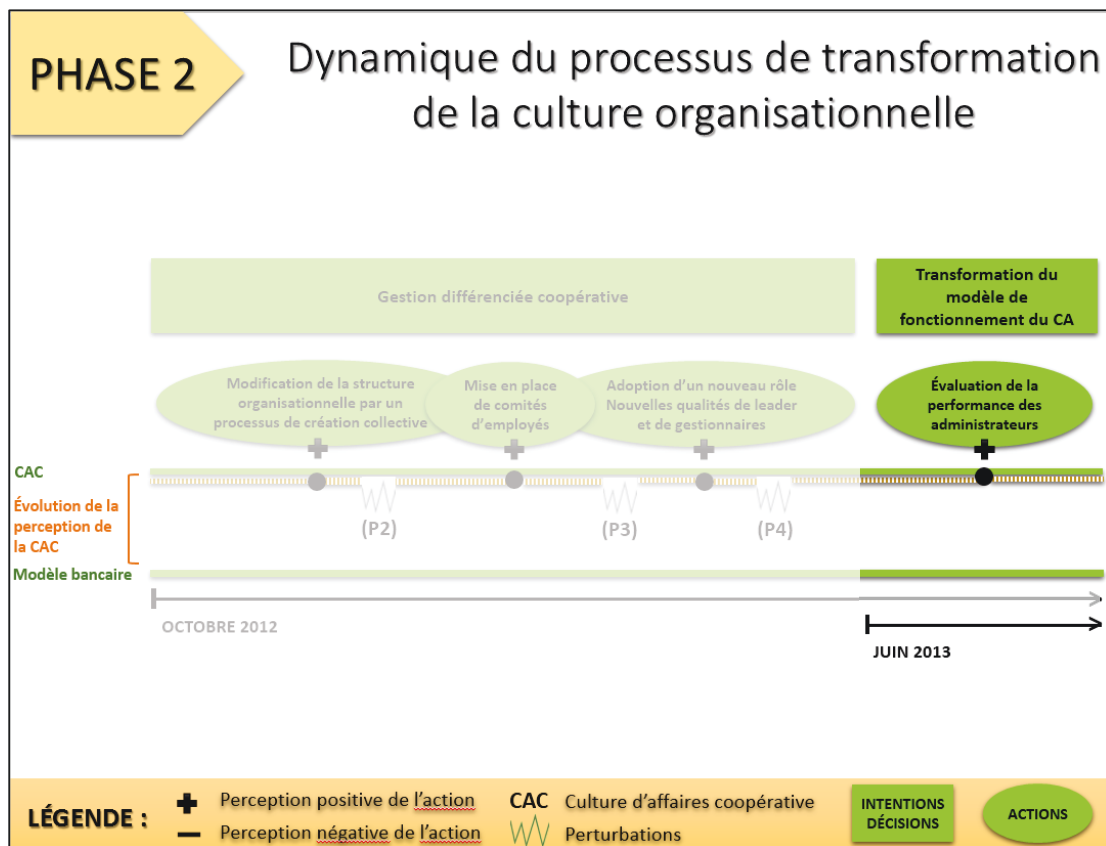 PHASE 2
Dynamique du processus de transformation
de la culture organisationnelle
Gestion différenciée coopérative
Transformation du
modèle de
fonctionnement du CA
Modification de la structure
organisationnelle par un
processus de création collective
Mise en place
de comités
d'employés
Adoption d'un nouveau rôle
Nouvelles qualités de leader
et de gestionnaires
Évaluation de la
performance des
administrateurs
CAC
Évolution de la
perception de
la CAC
(P2)
(P3)
(P4)
Modèle bancaire
OCTOBRE 2012
JUIN 2013
LÉGENDE :
Perception positive de l'action
Perception négative de l'action
CAC Culture d'affaires coopérative
Perturbations
INTENTIONS
DÉCISIONS
ACTIONS